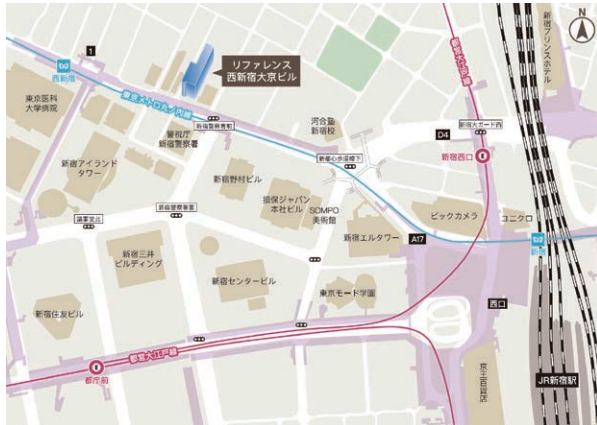 N
新宿プリンスホテル
都営大江戸線
1
リファレンス
西新宿大京ビル
西新宿
東京メトロ丸ノ内線
東京医科
大学病院
新宿警察署前
警視庁
新宿警察署
河合塾
新宿校
D4
新宿大ガード西
新宿西口
新都心歩道橋下
新宿アイランド
タワー
新宿野村ビル
損保ジャパン
本社ビル
SOMPO
美術館
ビックカメラ
ユニクロ
議事堂北
新宿警察署裏
新宿エルタワー
A17
新宿
新宿三井
ビルディング
新宿センタービル
東京モード学園
西口
新宿住友ビル
都営大江戸線
都庁前
京王百貨店
JR新宿駅